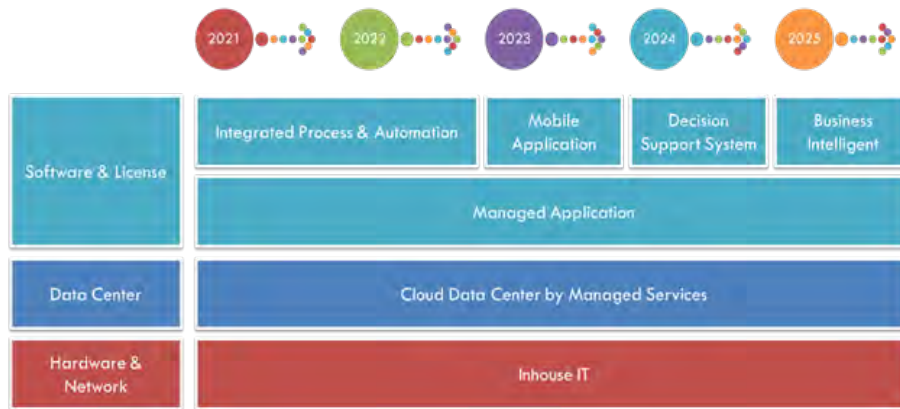 2021 2022 2023 2024 2025
Software & License
Integrated Process & Automation
Mobile
Application
Decision
Support System
Business
Intelligent
Managed Application
Data Center
Cloud Data Center by Managed Services
Hardware &
Network
Inhouse IT